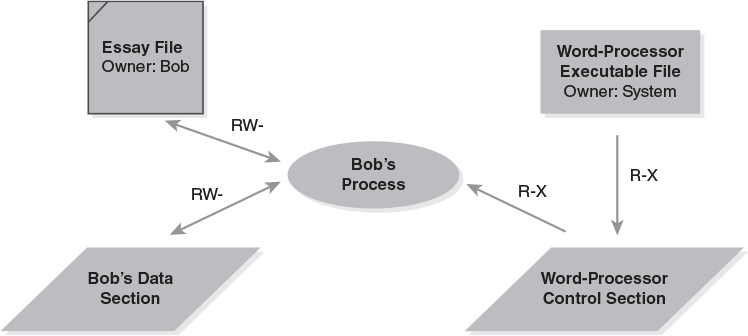 Essay File
Owner: Bob
Word-Processor
Executable File
Owner: System
RW-
Bob's
Process
RW-
R-X
R-X
Bob's Data
Section
Word-Processor
Control Section